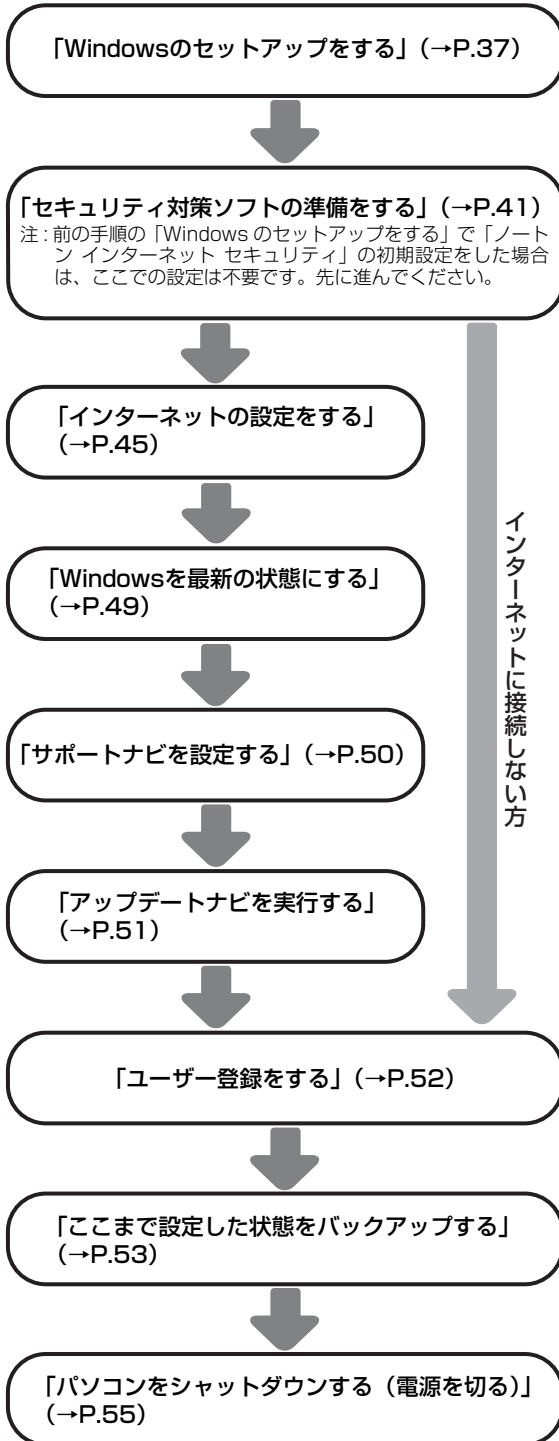 「Windowsのセットアップをする」(→P.37)
「セキュリティ対策ソフトの準備をする」(→P.41)
注:前の手順の「Windows のセットアップをする」で「ノート
ン インターネット セキュリティ」の初期設定をした場合
は、ここでの設定は不要です。先に進んでください。
「インターネットの設定をする」
(→P.45)
「Windowsを最新の状態にする」
(→P.49)
「サポートナビを設定する」(→P.50)
「アップデートナビを実行する」
(→P.51)
インターネットに接続しない方
「ユーザー登録をする」(→P.52)
「ここまで設定した状態をバックアップする」
(→P.53)
「パソコンをシャットダウンする(電源を切る)」
(→P.55)